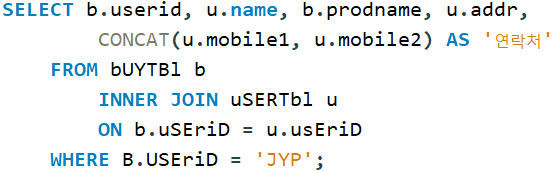 SELECT b.userid, u.name, b.prodname, u.addr,
CONCAT(u.mobile1, u.mobile2) AS '연락처'
FROM bUYTBl b
INNER JOIN uSERTbl u
ON b.uSEriD = u.usEriD
WHERE B.USEriD = 'JYP';